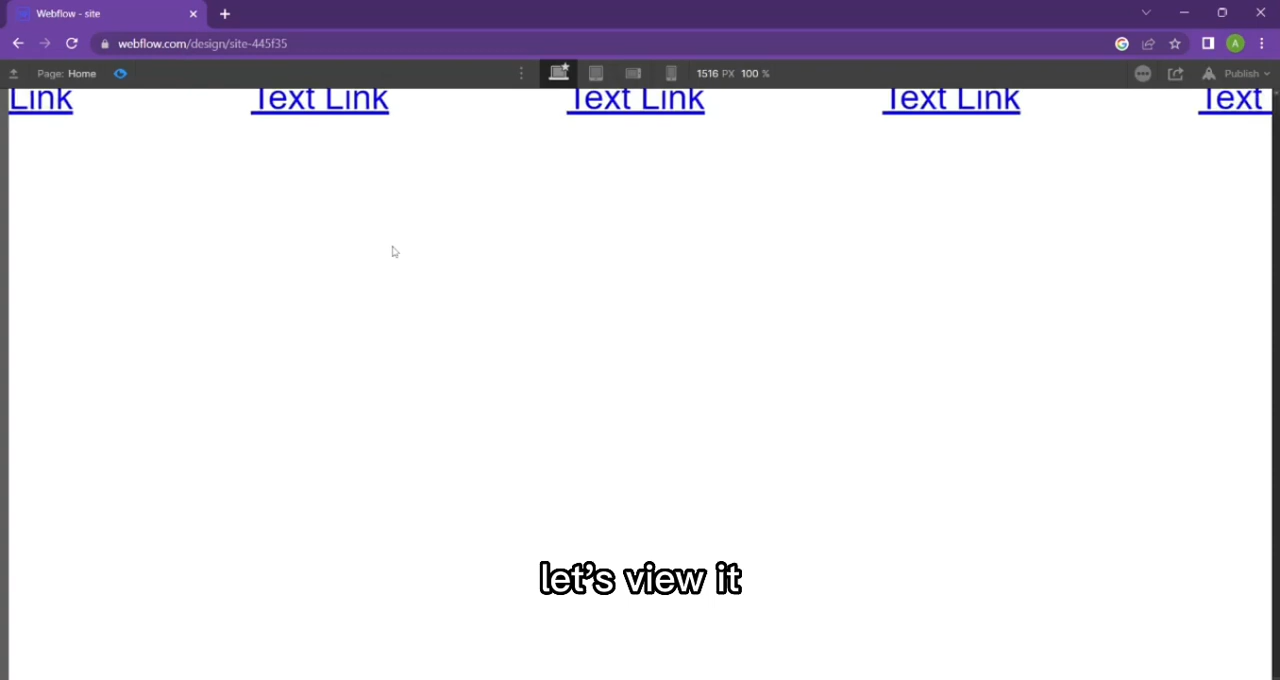 Webflow - site
webflow.com/design/site-445f35
A
Page: Home
1516 PX 100 %
Publish
Link Text Link Text Link Text Link Text
let's view it